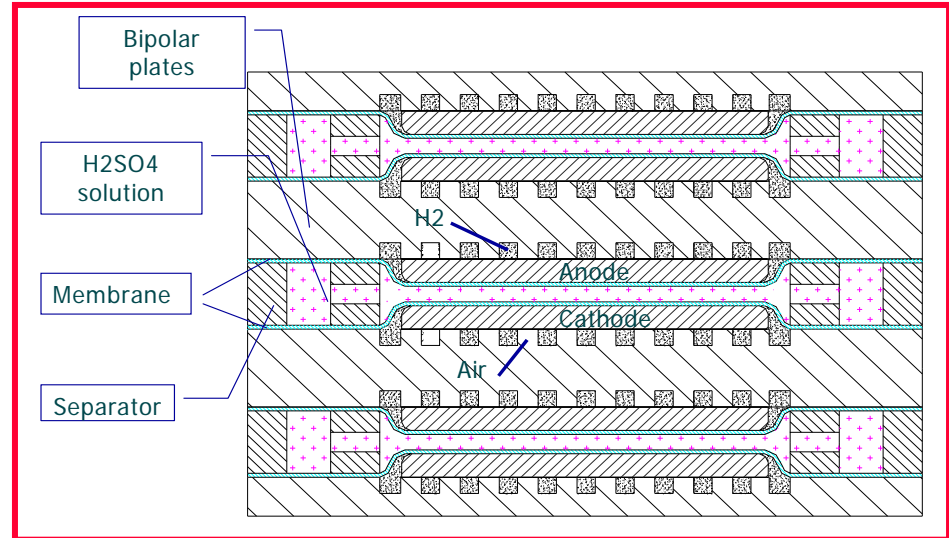 Bipolar
plates
H2SO4
solution
H2
Anode
Membrane
Cathode
Air
Separator